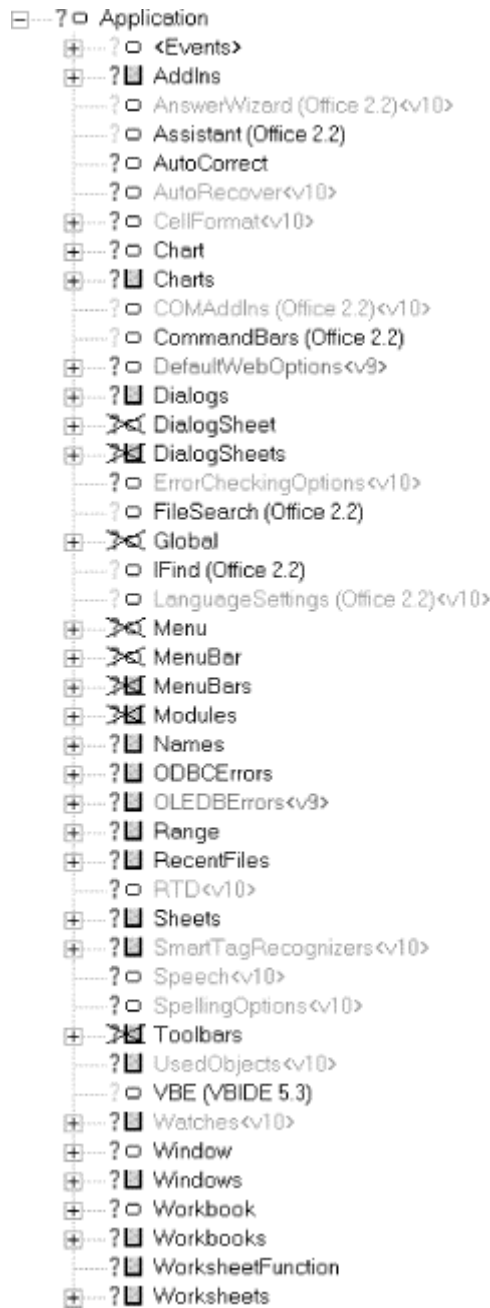 ? Application
? <Events>
? AddIns
? AnswerWizard (Office 2.2)<v10>
? Assistant (Office 2.2)
? AutoCorrect
? AutoRecover<v10>
? CellFormat<v10>
? Chart
? Charts
? COMAddIns (Office 2.2)<v10>
? CommandBars (Office 2.2)
? DefaultWebOptions<v9>
? Dialogs
DialogSheet
DialogSheets
? ErrorCheckingOptions<v10>
? FileSearch (Office 2.2)
Global
? IFind (Office 2.2)
? LanguageSettings (Office 2.2)<v10>
Menu
MenuBar
MenuBars
Modules
? Names
? ODBCErrors
? OLEDBErrors<v9>
? Range
? RecentFiles
? RTD<v10>
? Sheets
? SmartTagRecognizers<v10>
? Speech<v10>
? SpellingOptions<v10>
Toolbars
? UsedObjects<v10>
? VBE (VBIDE 5.3)
? Watches<v10>
? Window
? Windows
? Workbook
? Workbooks
? WorksheetFunction
? Worksheets